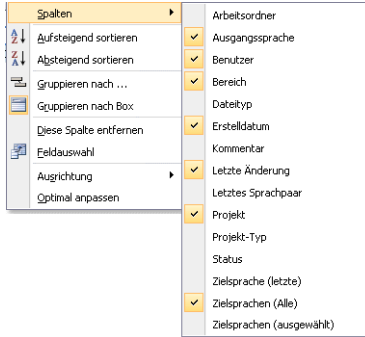 Spalten
Aufsteigend sortieren
Absteigend sortieren
Gruppieren nach ...
Gruppieren nach Box
Diese Spalte entfernen
Feldauswahl
Ausrichtung
Optimal anpassen
Arbeitsordner
Ausgangssprache
Benutzer
Bereich
Dateityp
Erstelldatum
Kommentar
Letzte Änderung
Letztes Sprachpaar
Projekt
Projekt-Typ
Status
Zielsprache (letzte)
Zielsprachen (Alle)
Zielsprachen (ausgewählt)